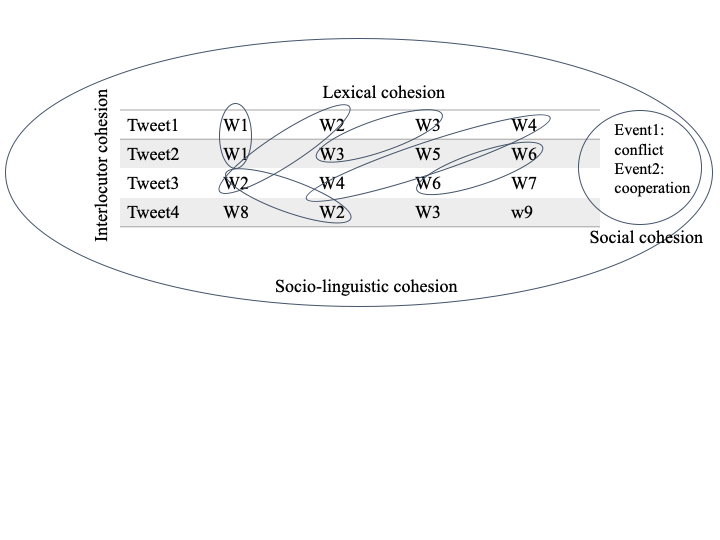 Lexical cohesion
Interlocutor cohesion
Tweet1 W1 W2 W3 W4
Tweet2 W1 W3 W5 W6
Tweet3 W2 W4 W6 W7
Tweet4 W8 W2 W3 w9
Event1:
conflict
Event2:
cooperation
Social cohesion
Socio-linguistic cohesion